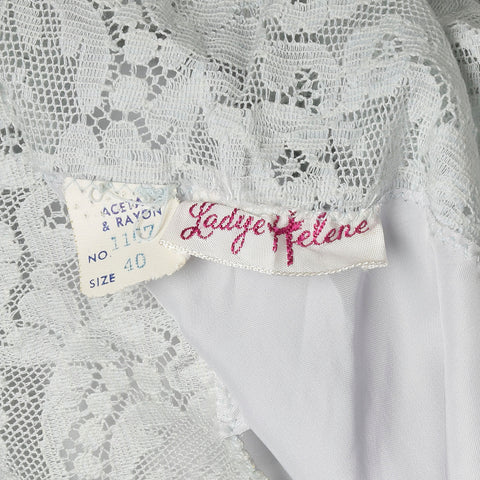 & RAYON
NO. 1107
SIZE 40
Ladye Helene